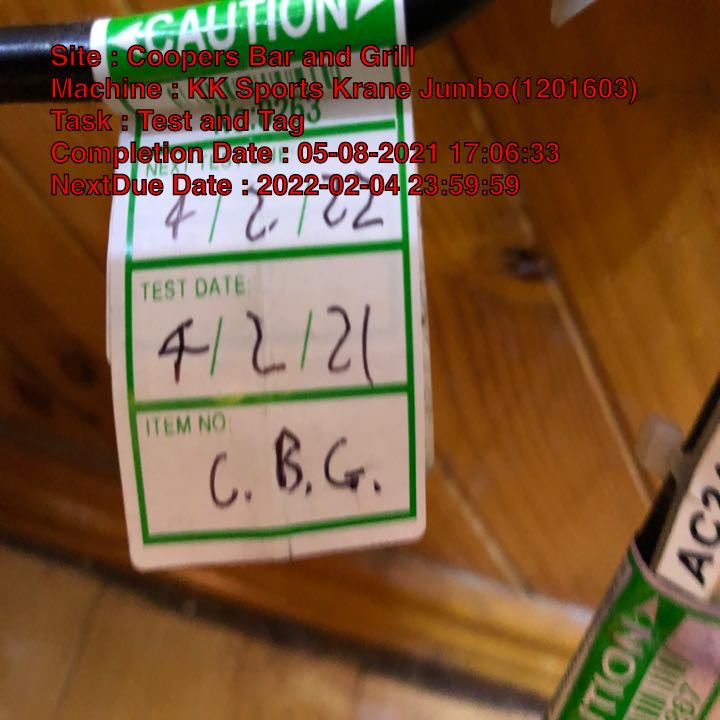 CAUTION
Site : Coopers Bar and Grill
Machine : KK Sports Krane Jumbo(1201603)
Task : Test and Tag
Completion Date : 05-08-2021 17:06:33
NEXT TEST
NextDue Date : 2022-02-04 23:59:59
4/2/22
TEST DATE:
4/2/21
ITEM NO:
C.B.G.